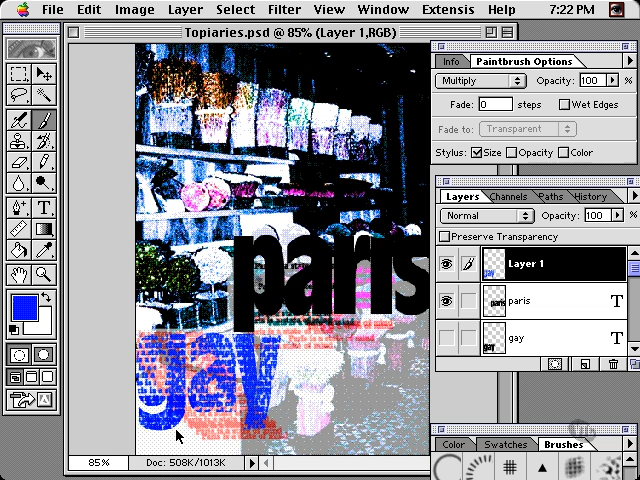 File Edit Image Layer Select Filter View Window Extensis Help 7:22 PM
Topiaries.psd @ 85% (Layer 1,RGB)
Info Paintbrush Options
Multiply Opacity: 100 %
Fade: 0 steps Wet Edges
Fade to: Transparent
Stylus: Size Opacity Color
Layers Channels Paths History
Normal Opacity: 100 %
Preserve Transparency
gay Layer 1
paris paris T
gay gay T
paris
gay
T
85% Doc: 508K/1013K
Color Swatches Brushes